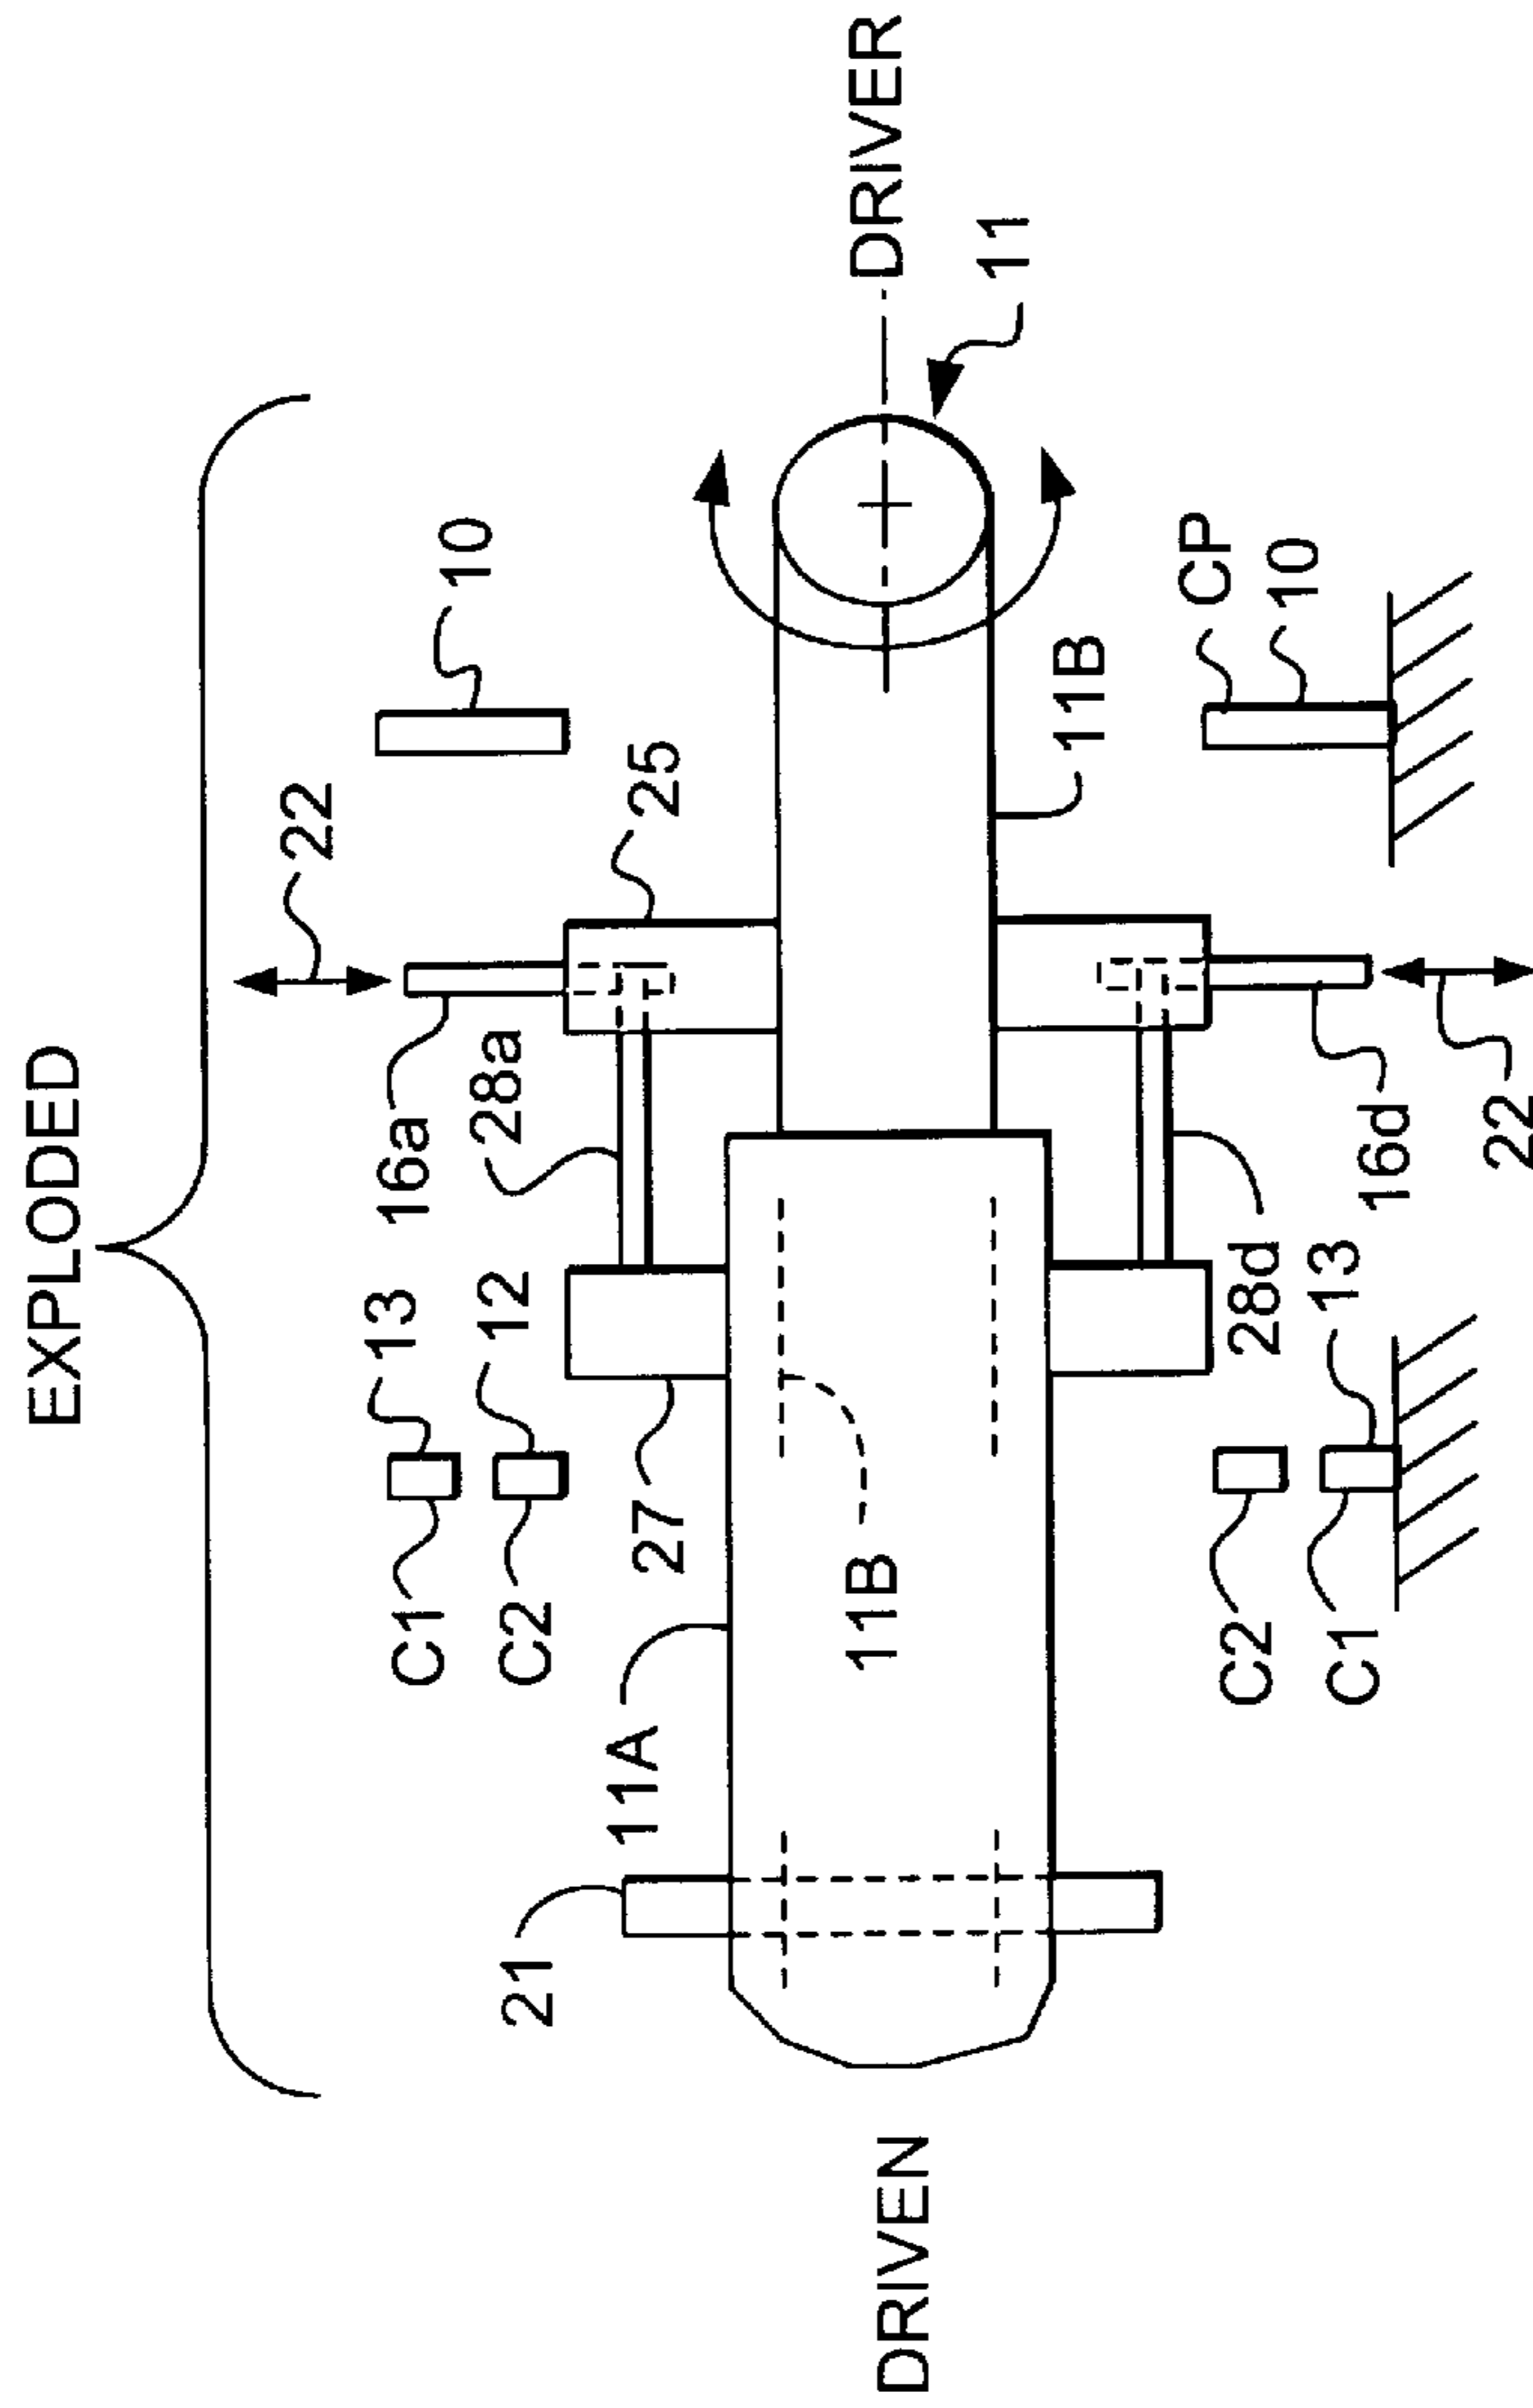 EXPLODED
22
C1
13
16a
10
21
C2
12
28a
11A
27
25
DRIVEN
11B
DRIVER
11
11B
CP
C2
28d
10
C1
13
16d
22